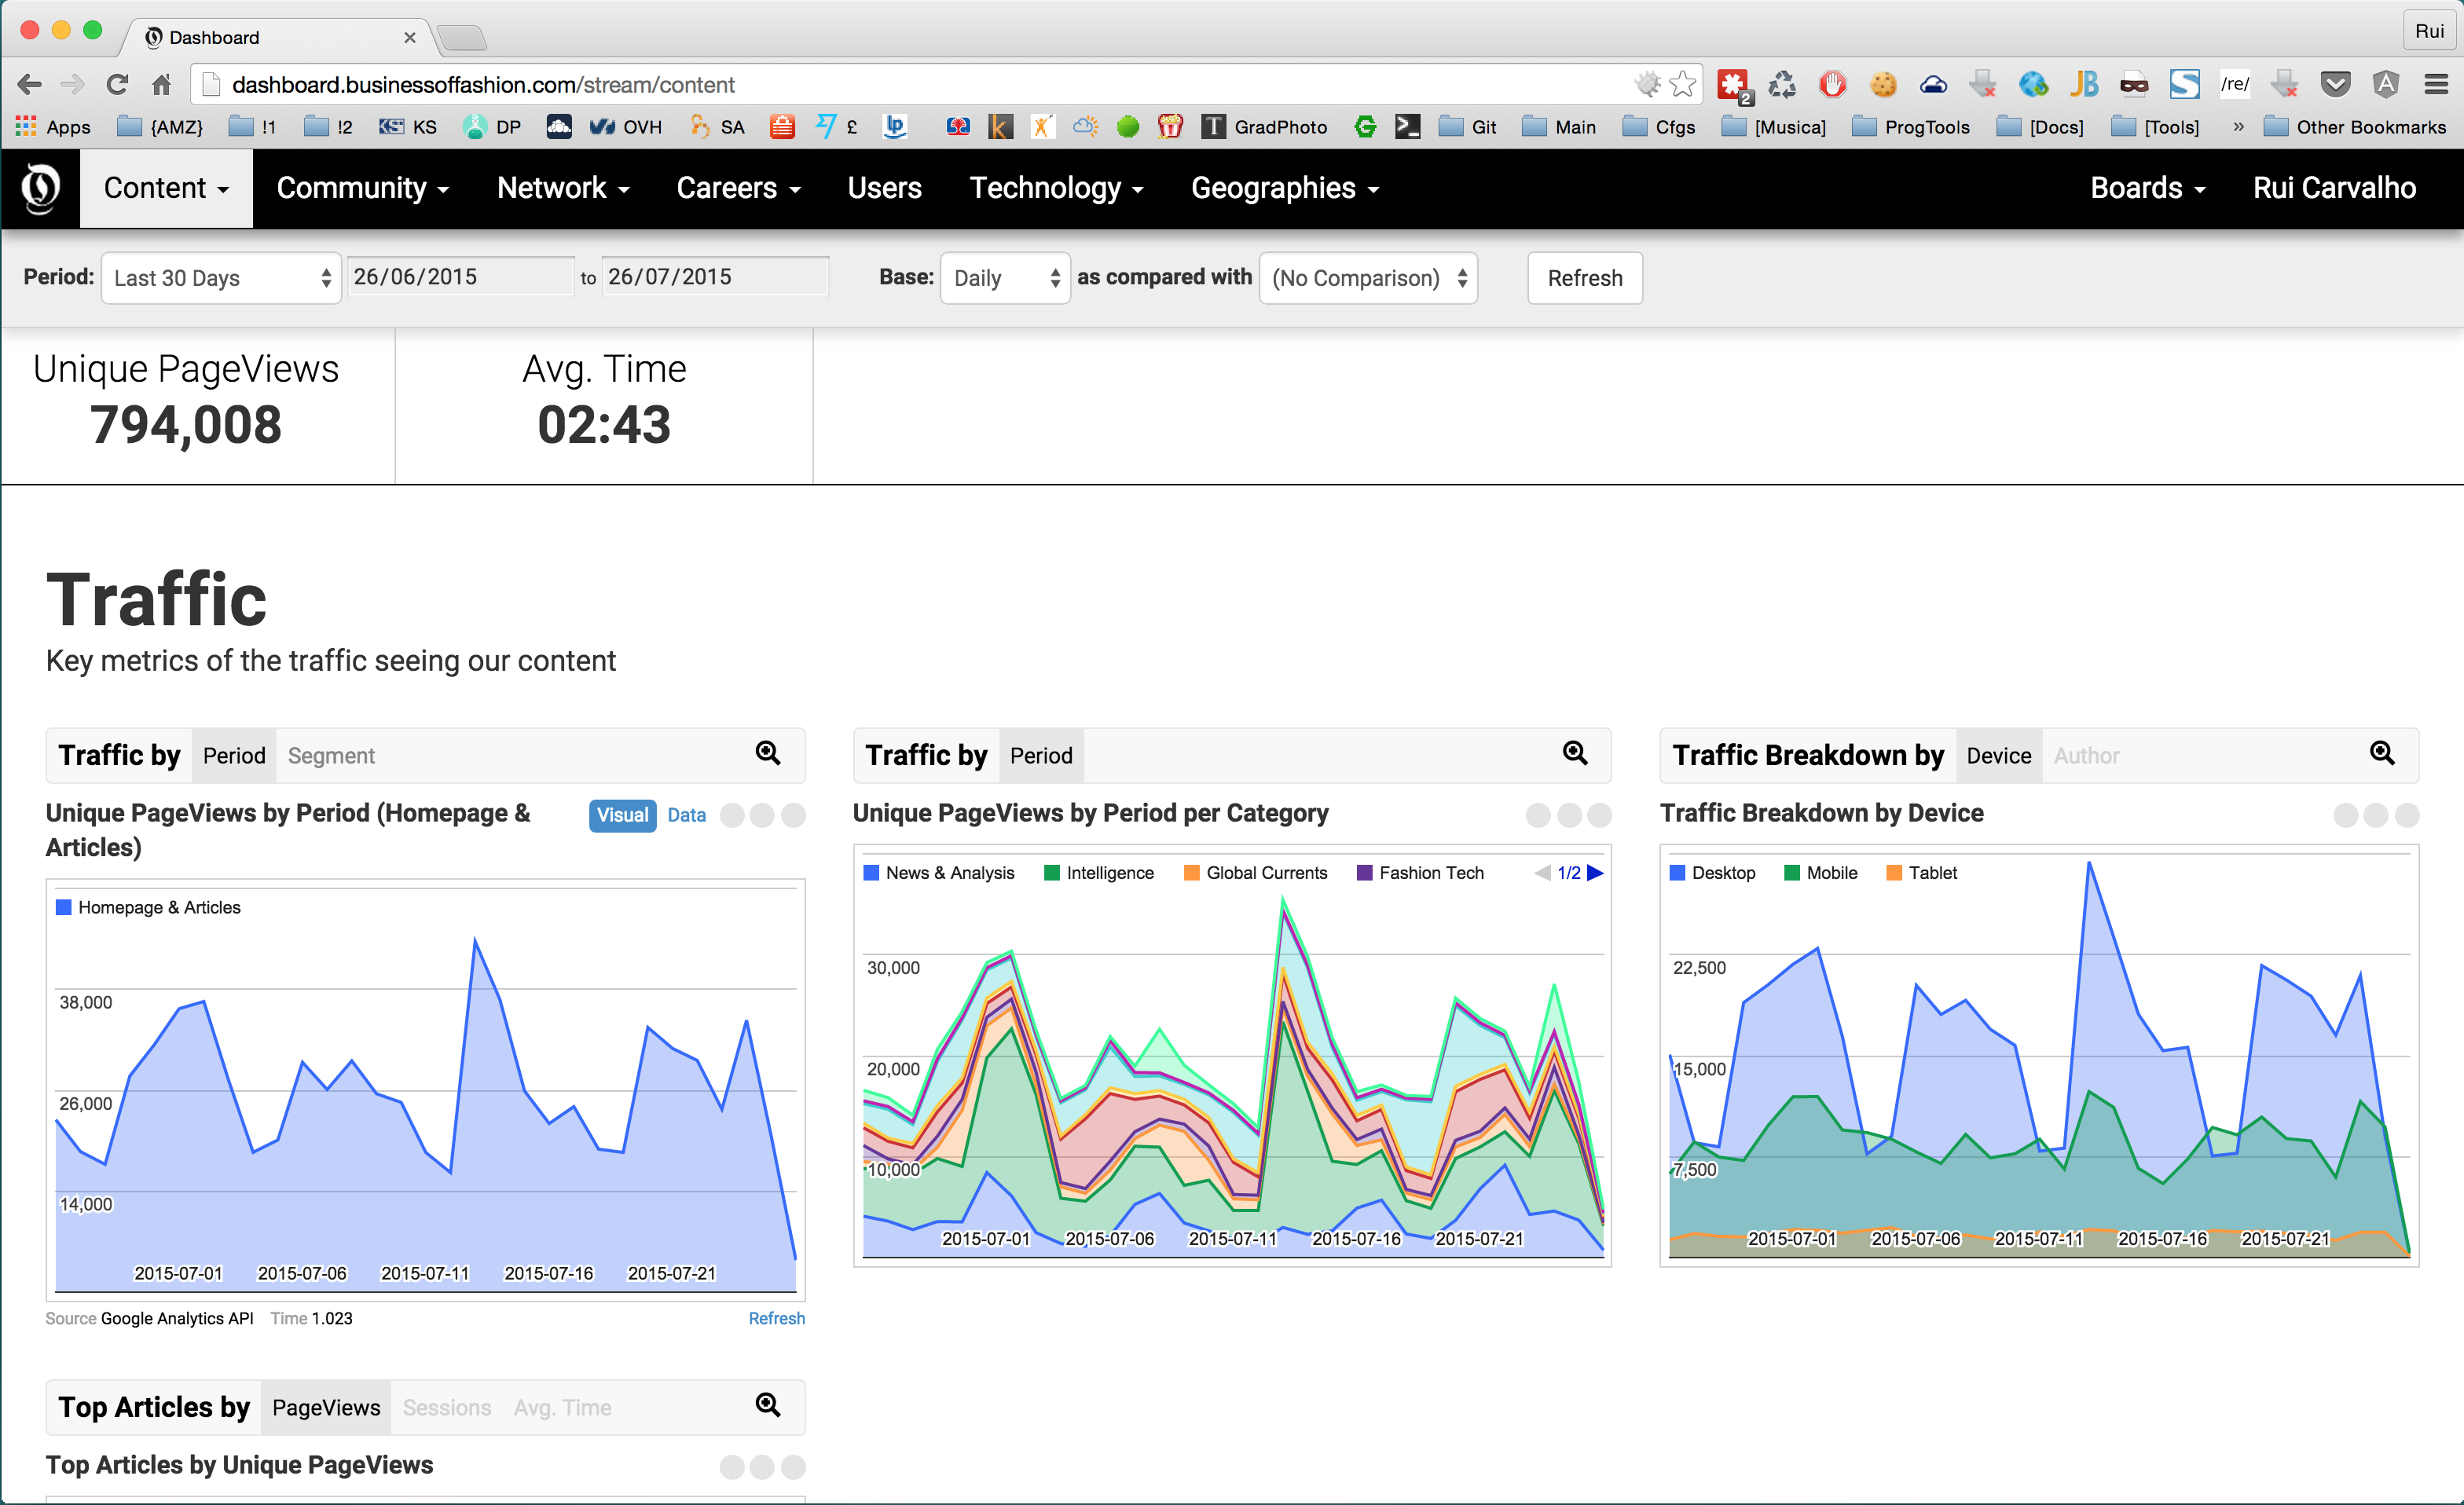 Dashboard
Rui
dashboard.businessoffashion.com/stream/content
2
JB
S
/re/
A
Apps {AMZ} !1 !2 KS KS DP OVH SA £ lp k T GradPhoto G Git Main Cfgs [Musica] ProgTools [Docs] [Tools] » Other Bookmarks
Content Community Network Careers Users Technology Geographies Boards Rui Carvalho
Period: Last 30 Days 26/06/2015 to 26/07/2015 Base: Daily as compared with (No Comparison) Refresh
Unique PageViews
794,008
Avg. Time
02:43
Traffic
Key metrics of the traffic seeing our content
Traffic by Period Segment
Unique PageViews by Period (Homepage &
Articles)
Visual Data
Homepage & Articles
38,000
26,000
14,000
2015-07-01 2015-07-06 2015-07-11 2015-07-16 2015-07-21
Source Google Analytics API Time 1.023 Refresh
Traffic by Period
Unique PageViews by Period per Category
News & Analysis Intelligence Global Currents Fashion Tech 1/2
30,000
20,000
10,000
2015-07-01 2015-07-06 2015-07-11 2015-07-16 2015-07-21
Traffic Breakdown by Device Author
Traffic Breakdown by Device
Desktop Mobile Tablet
22,500
15,000
7,500
2015-07-01 2015-07-06 2015-07-11 2015-07-16 2015-07-21
Top Articles by PageViews Sessions Avg. Time
Top Articles by Unique PageViews